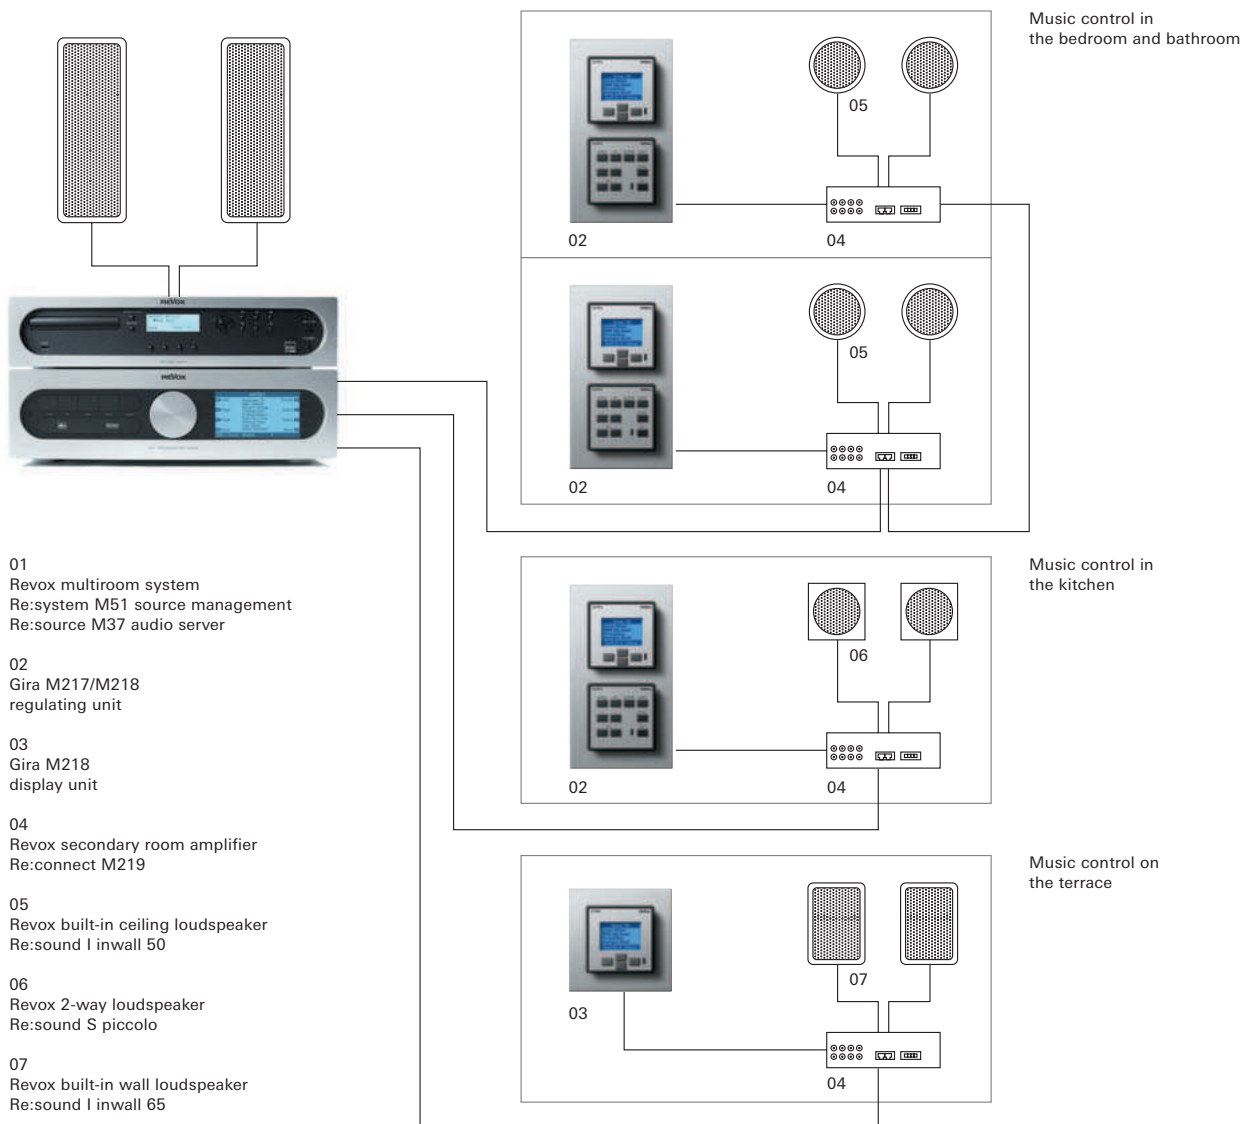 Music control in
the bedroom and bathroom
05
02
04
REVOX
REVOX
05
02
04
01
Revox multiroom system
Re:system M51 source management
Re:source M37 audio server
02
Gira M217/M218
regulating unit
03
Gira M218
display unit
04
Revox secondary room amplifier
Re:connect M219
05
Revox built-in ceiling loudspeaker
Re:sound I inwall 50
06
Revox 2-way loudspeaker
Re:sound S piccolo
07
Revox built-in wall loudspeaker
Re:sound I inwall 65
Music control in
the kitchen
06
02
04
Music control on
the terrace
07
03
04